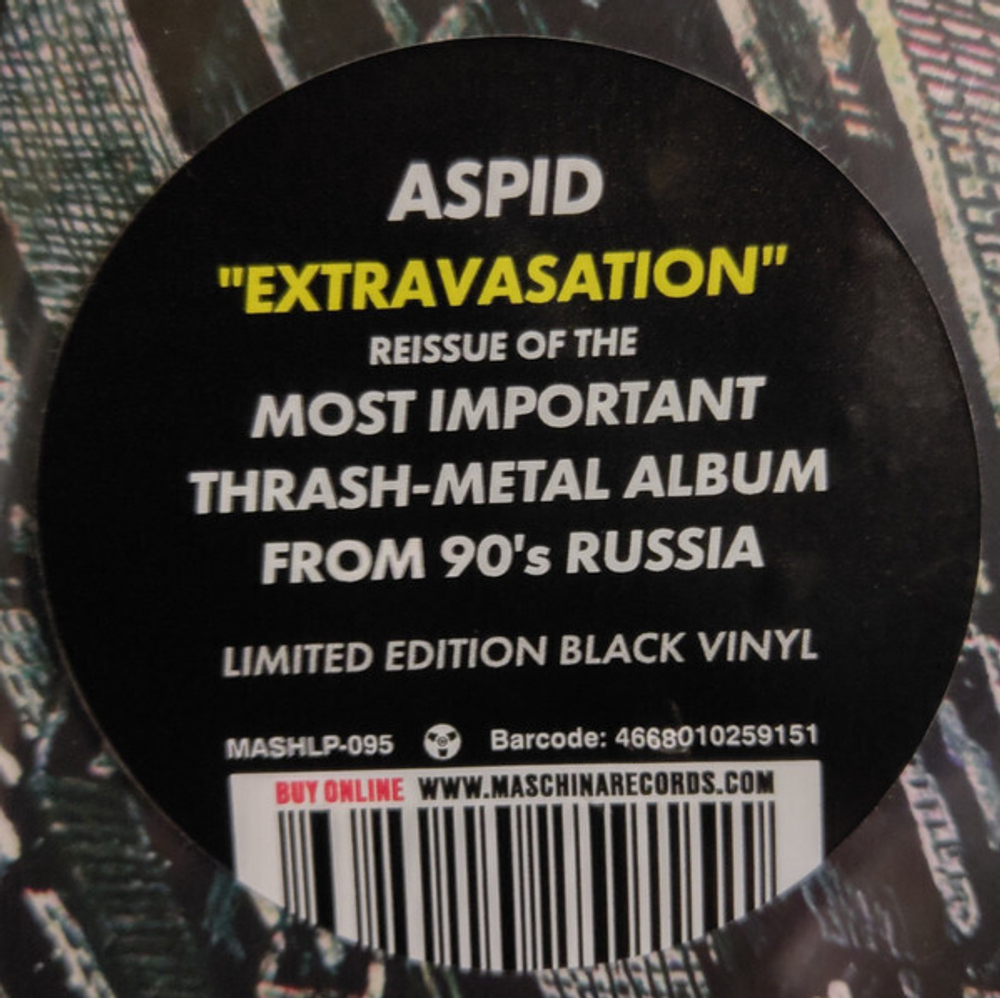 ASPID
"EXTRAVASATION"
REISSUE OF THE
MOST IMPORTANT
THRASH-METAL ALBUM
FROM 90's RUSSIA
LIMITED EDITION BLACK VINYL
MASHLP-095 Barcode: 4668010259151
BUY ONLINE WWW.MASCHINARECORDS.COM